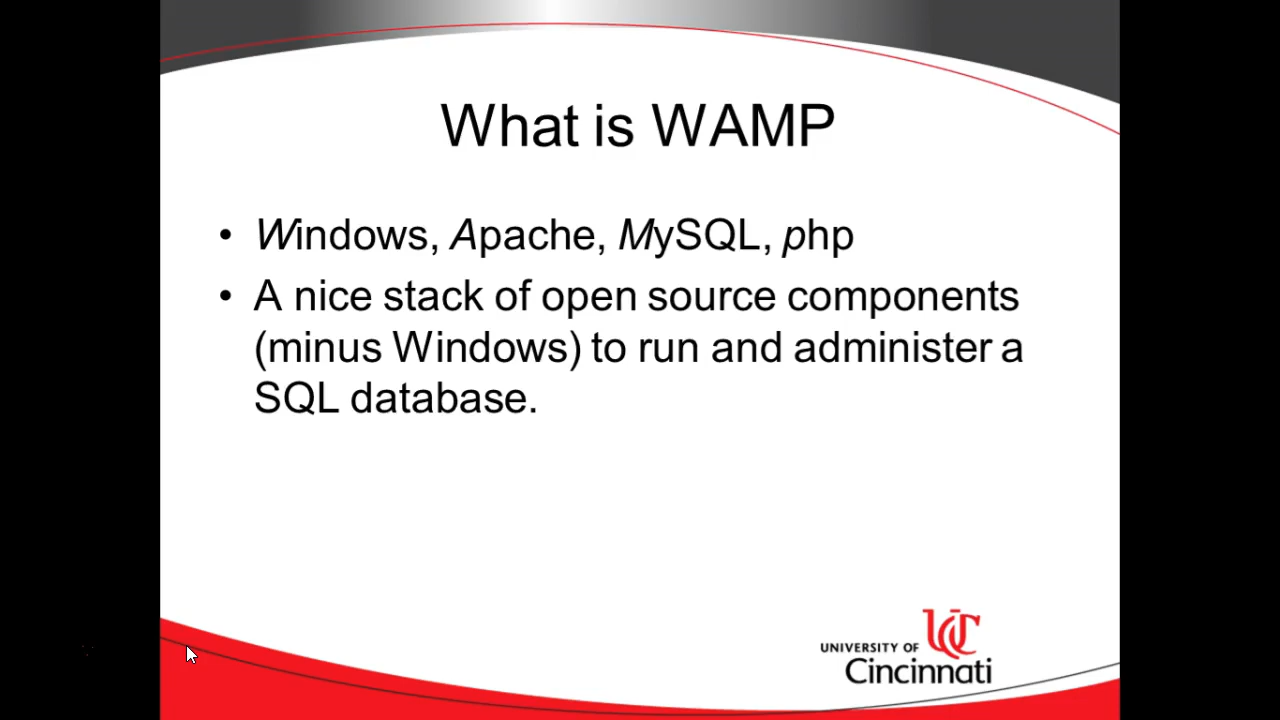 What is WAMP
• Windows, Apache, MySQL, php
• A nice stack of open source components
(minus Windows) to run and administer a
SQL database.
UC
UNIVERSITY OF
Cincinnati